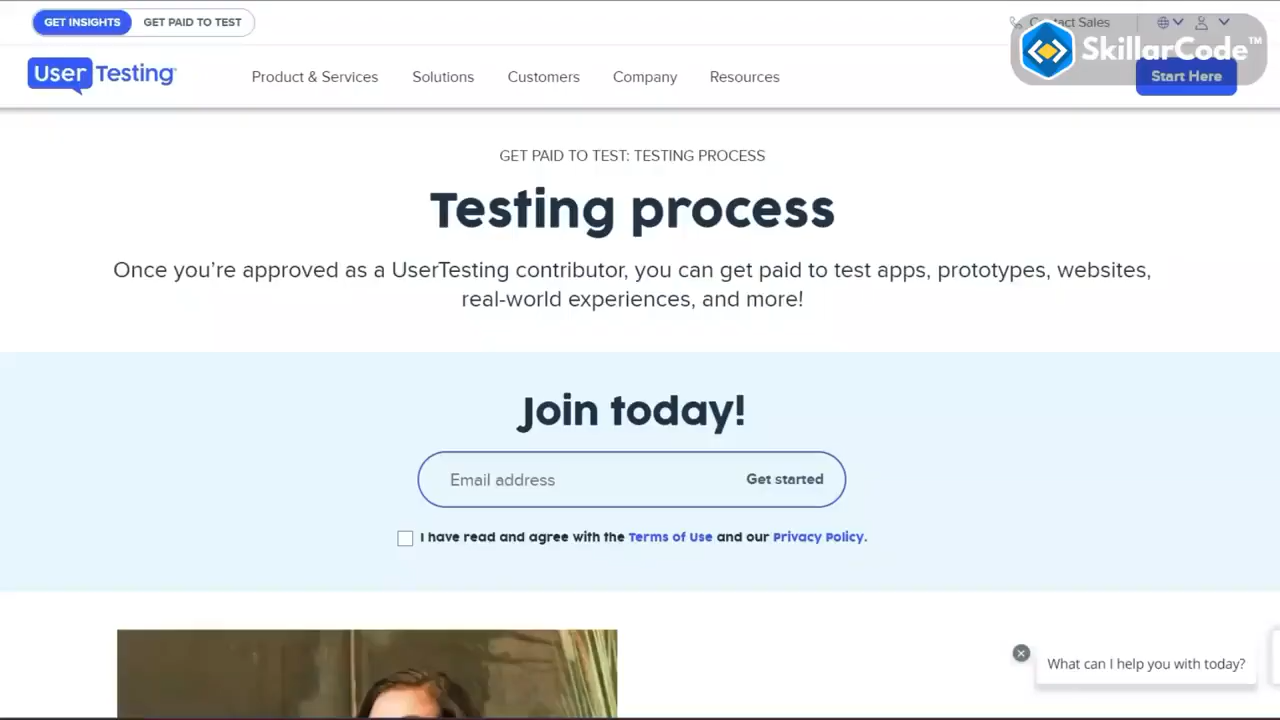 GET INSIGHTS GET PAID TO TEST
Contact Sales
SkillarCode™
User Testing
Product & Services Solutions Customers Company Resources
Start Here
GET PAID TO TEST: TESTING PROCESS
Testing process
Once you’re approved as a UserTesting contributor, you can get paid to test apps, prototypes, websites,
real-world experiences, and more!
Join today!
Email address Get started
I have read and agree with the Terms of Use and our Privacy Policy.
What can I help you with today?